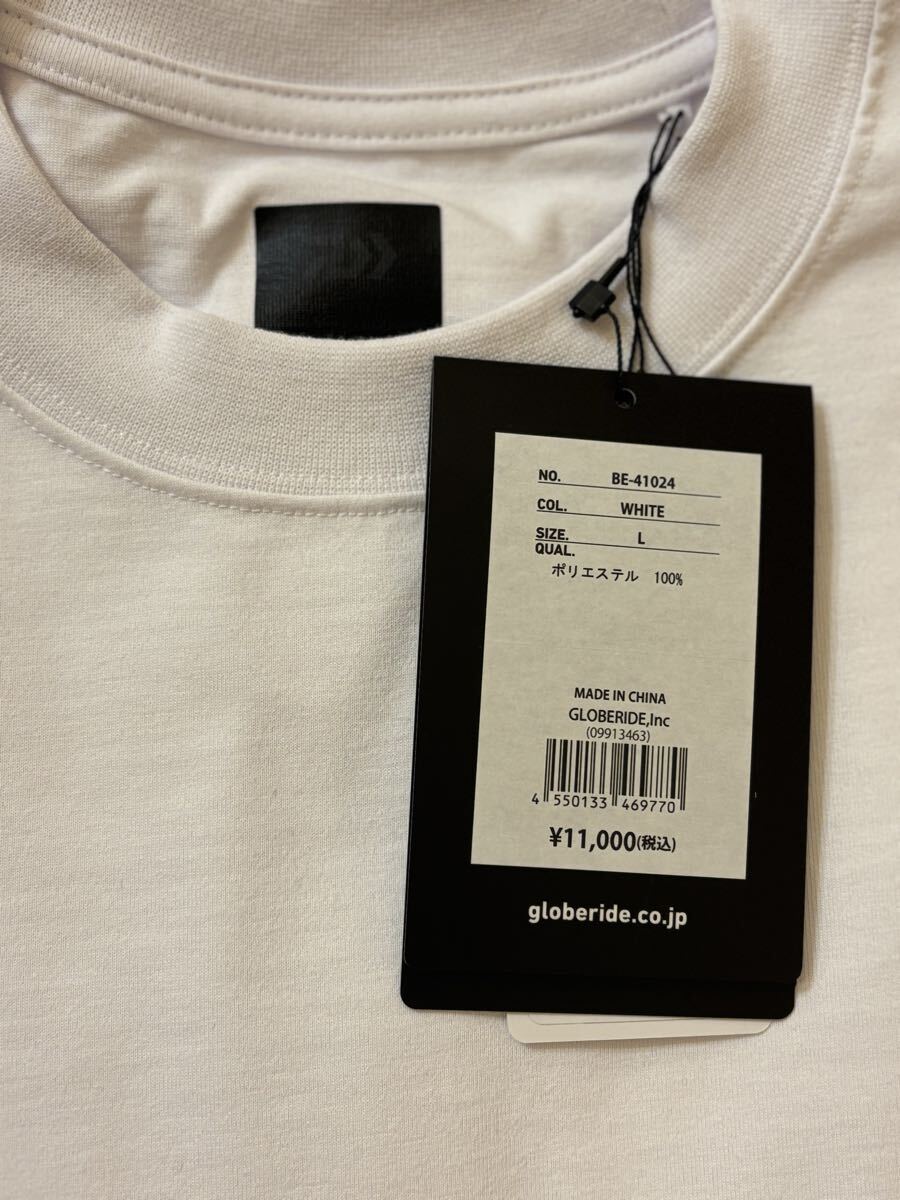 NO. BE-41024
COL. WHITE
SIZE. L
QUAL.
ポリエステル 100%
MADE IN CHINA
GLOBERIDE,Inc
(09913463)
4 550133 469770
¥11,000(税込)
globeride.co.jp